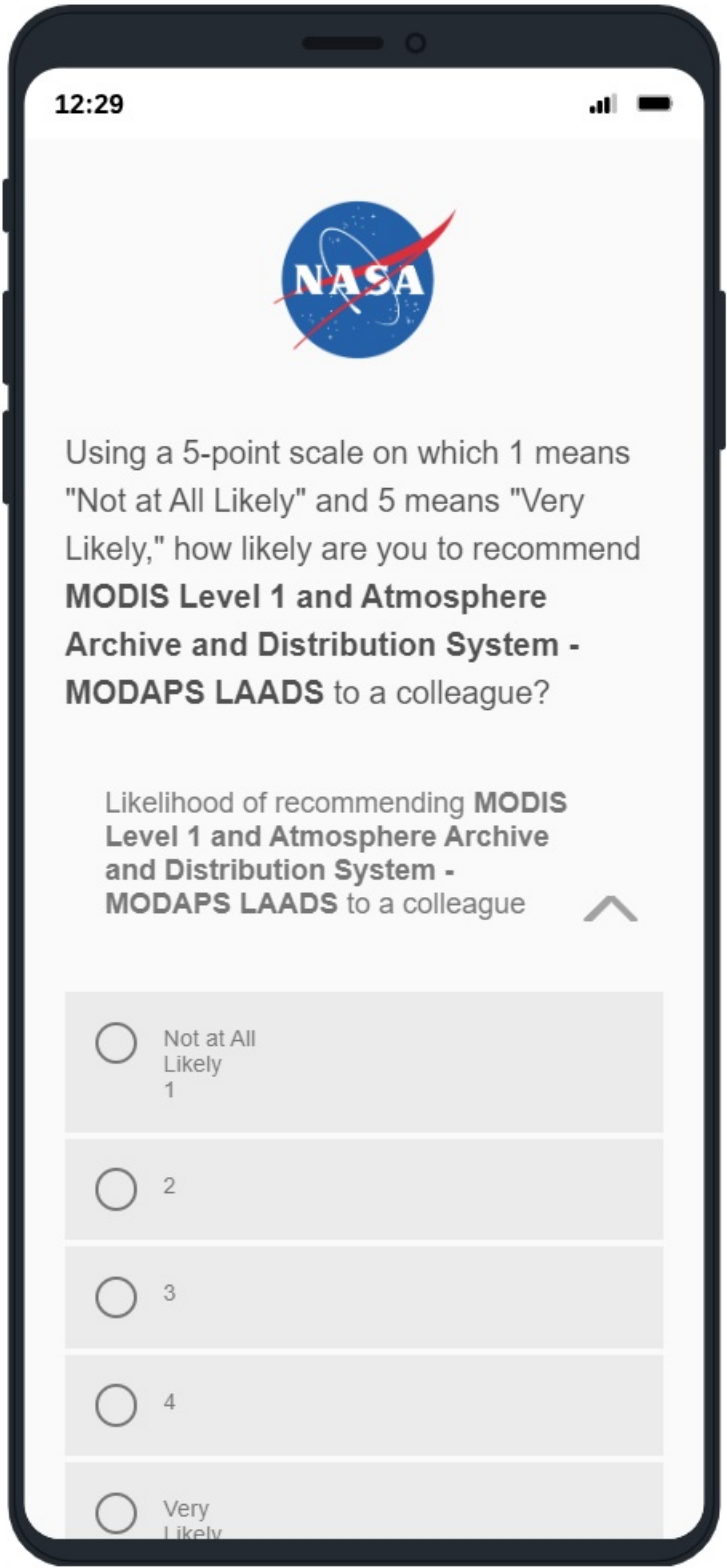 12:29
NASA
Using a 5-point scale on which 1 means
"Not at All Likely" and 5 means "Very
Likely," how likely are you to recommend
MODIS Level 1 and Atmosphere
Archive and Distribution System -
MODAPS LAADS to a colleague?
Likelihood of recommending MODIS
Level 1 and Atmosphere Archive
and Distribution System -
MODAPS LAADS to a colleague
Not at All
Likely
1
2
3
4
Very
Likely